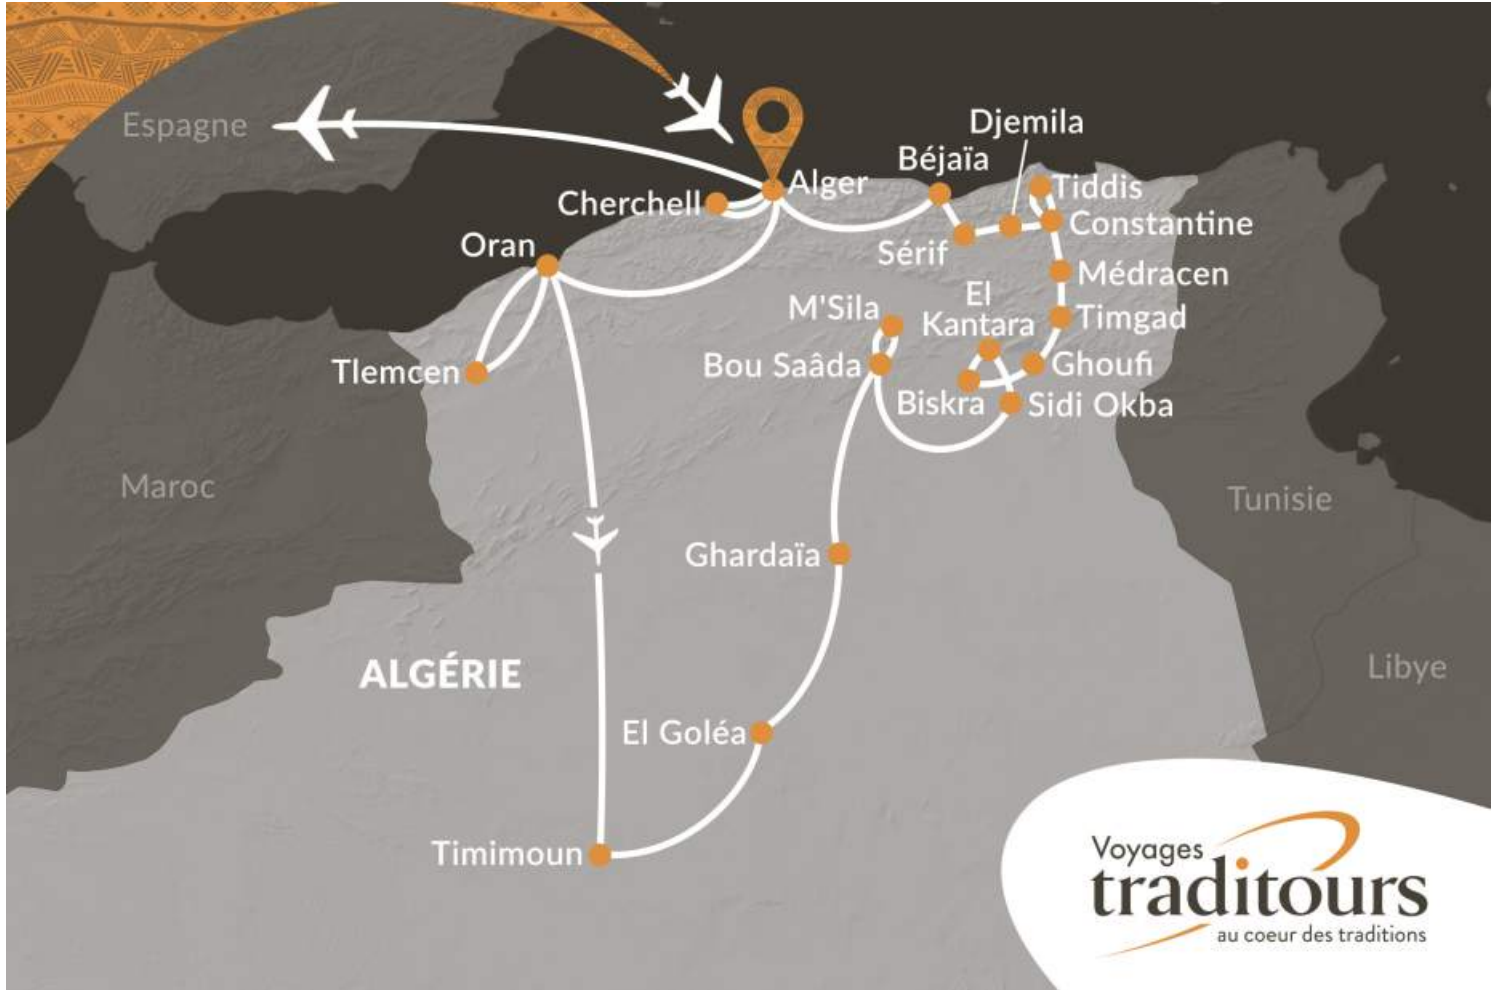 Espagne
Djemila
Béjaïa
Alger
Tiddis
Cherchell
Constantine
Oran
Sérif
Médracen
El
Kantara
M'Sila
Timgad
Bou Saâda
Ghoufi
Tlemcen
Biskra
Sidi Okba
Maroc
Tunisie
Ghardaïa
ALGÉRIE
Libye
El Goléa
Timimoun
Voyages
traditours
au coeur des traditions